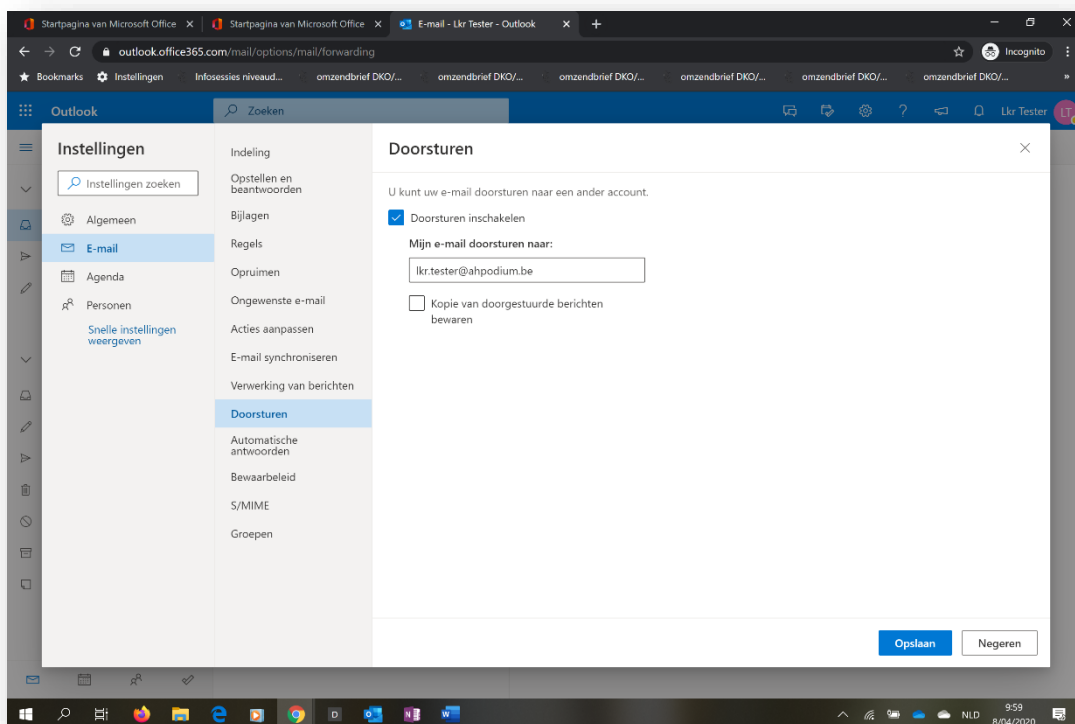 Startpagina van Microsoft Office
Startpagina van Microsoft Office
E-mail - Lkr Tester - Outlook
outlook.office365.com/mail/options/mail/forwarding
Incognito
Bookmarks
Instellingen
Infosessies niveaud...
omzendbrief DKO/...
omzendbrief DKO/...
omzendbrief DKO/...
omzendbrief DKO/...
omzendbrief DKO/...
omzendbrief DKO/...
»
Outlook
Zoeken
Lkr Tester
LT
Instellingen
Instellingen zoeken
Algemeen
E-mail
Agenda
Personen
Snelle instellingen
weergeven
Indeling
Opstellen en
beantwoorden
Bijlagen
Regels
Opruimen
Ongewenste e-mail
Acties aanpassen
E-mail synchroniseren
Verwerking van berichten
Doorsturen
Automatische
antwoorden
Bewaarbeleid
S/MIME
Groepen
Doorsturen
U kunt uw e-mail doorsturen naar een ander account.
Doorsturen inschakelen
Mijn e-mail doorsturen naar:
lkr.tester@ahpodium.be
Kopie van doorgestuurde berichten
bewaren
Opslaan
Negeren
NLD
9:59
8/04/2020